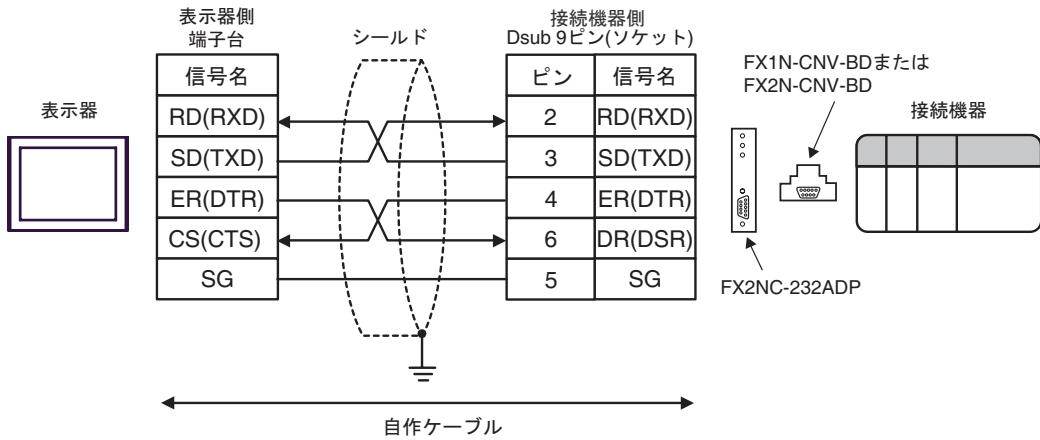 表示器側
端子台
シールド
接続機器側
Dsub 9ピン(ソケット)
FX1N-CNV-BDまたは
FX2N-CNV-BD
表示器
接続機器
信号名
ピン 信号名
RD(RXD) 2 RD(RXD)
SD(TXD) 3 SD(TXD)
ER(DTR) 4 ER(DTR)
CS(CTS) 6 DR(DSR)
SG 5 SG
FX2NC-232ADP
自作ケーブル